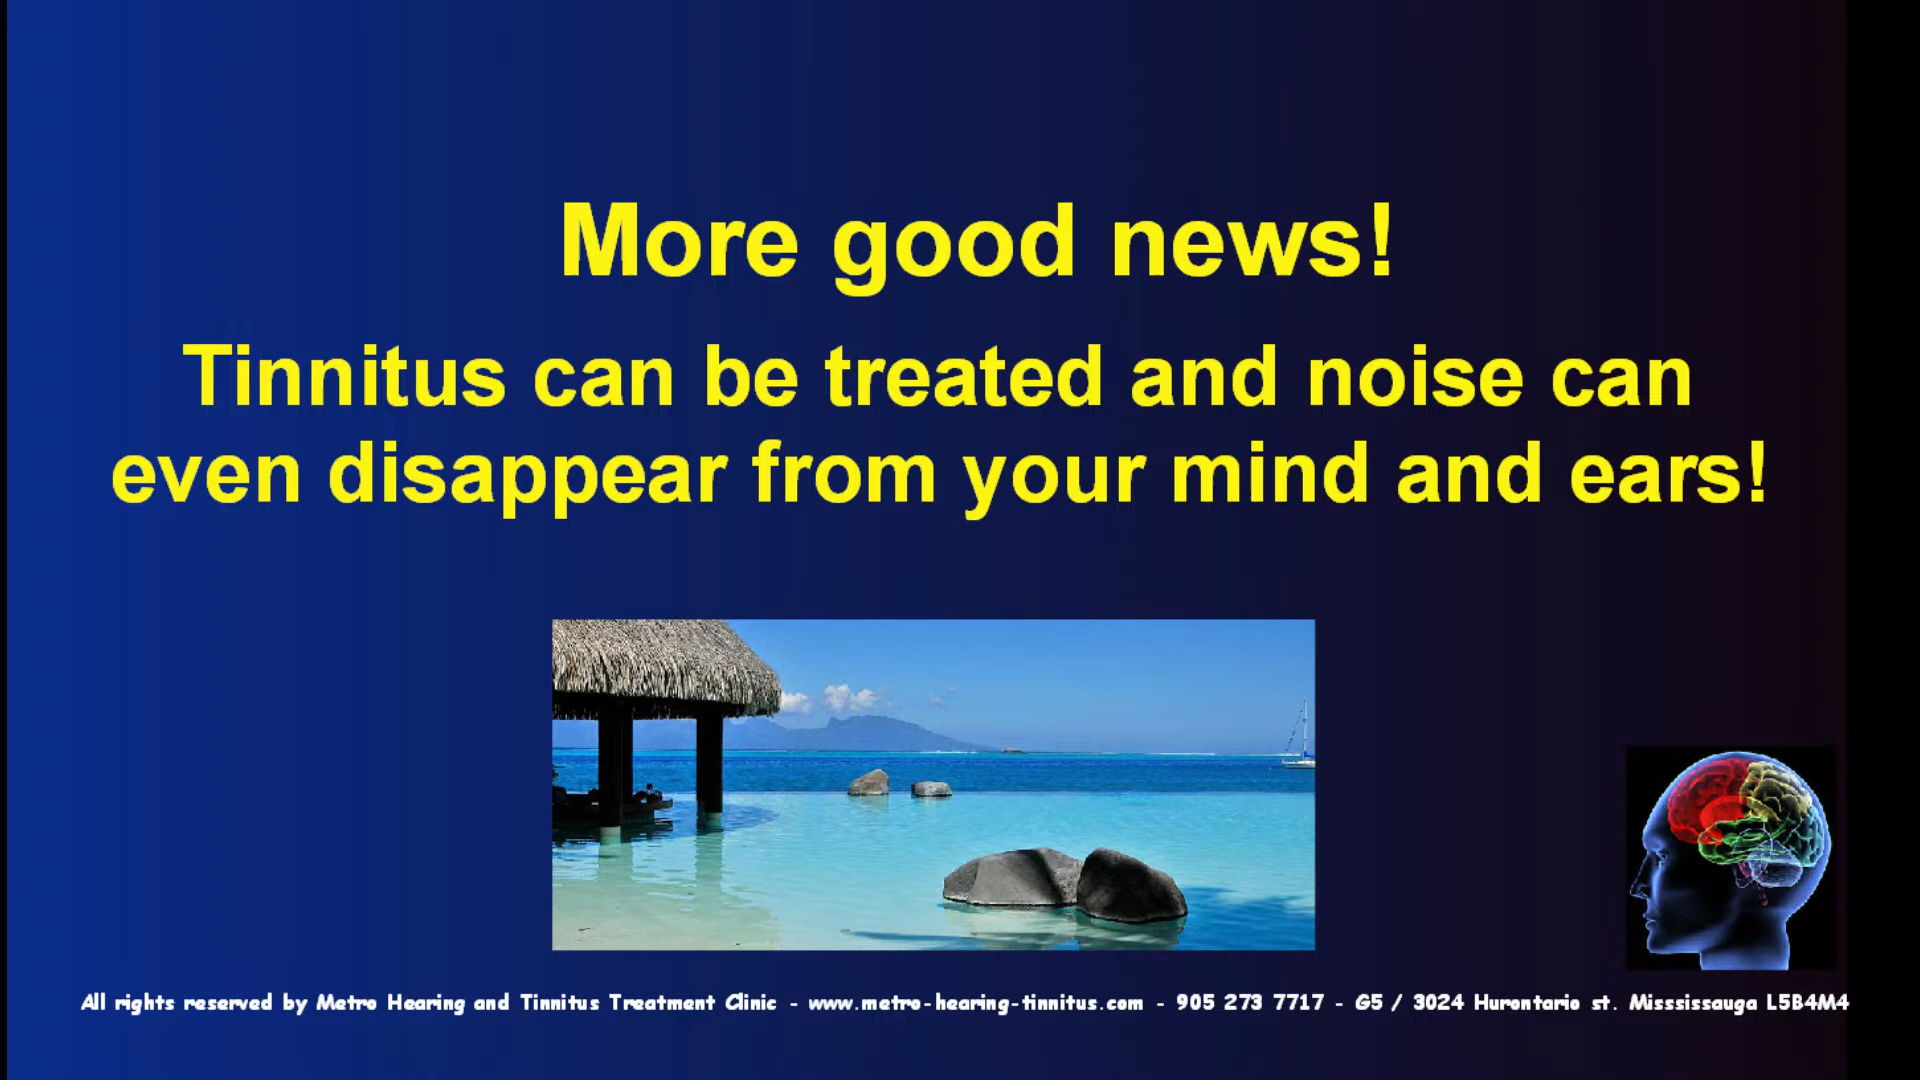 More good news!
Tinnitus can be treated and noise can
even disappear from your mind and ears!
All rights reserved by Metro Hearing and Tinnitus Treatment Clinic - www.metro-hearing-tinnitus.com - 905 273 7717 - G5 / 3024 Hurontario st. Misssissauga L5B4M4